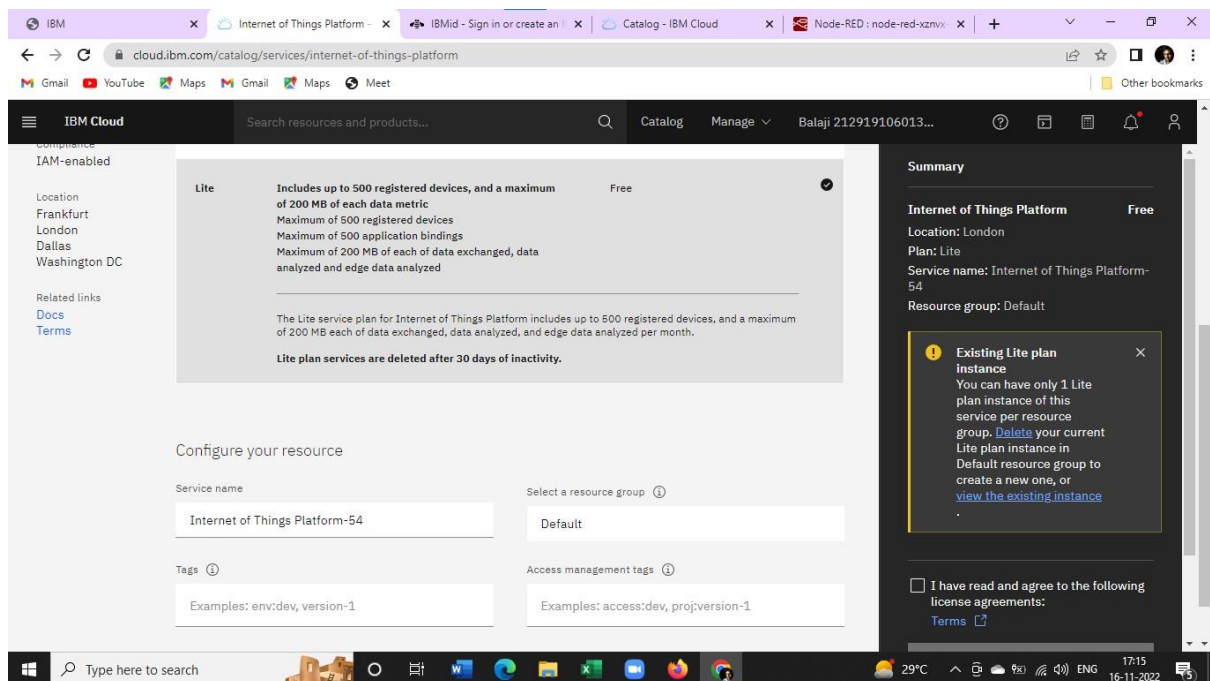 IBM
Internet of Things Platform -
IBMid - Sign in or create an I
Catalog - IBM Cloud
Node-RED : node-red-xznvx-
cloud.ibm.com/catalog/services/internet-of-things-platform
Gmail
YouTube
Maps
Gmail
Maps
Meet
Other bookmarks
IBM Cloud
Search resources and products...
Catalog
Manage
Balaji 212919106013...
Compliance
IAM-enabled
Location
Frankfurt
London
Dallas
Washington DC
Related links
Docs
Terms
Lite
Includes up to 500 registered devices, and a maximum
of 200 MB of each data metric
Maximum of 500 registered devices
Maximum of 500 application bindings
Maximum of 200 MB of each of data exchanged, data
analyzed and edge data analyzed
Free
The Lite service plan for Internet of Things Platform includes up to 500 registered devices, and a maximum
of 200 MB each of data exchanged, data analyzed, and edge data analyzed per month.
Lite plan services are deleted after 30 days of inactivity.
Configure your resource
Service name
Internet of Things Platform-54
Select a resource group
Default
Tags
Examples: env:dev, version-1
Access management tags
Examples: access:dev, proj:version-1
Summary
Internet of Things Platform Free
Location: London
Plan: Lite
Service name: Internet of Things Platform-
54
Resource group: Default
Existing Lite plan
instance
You can have only 1 Lite
plan instance of this
service per resource
group. Delete your current
Lite plan instance in
Default resource group to
create a new one, or
view the existing instance
.
I have read and agree to the following
license agreements:
Terms
Type here to search
29°C
ENG
17:15
16-11-2022
5